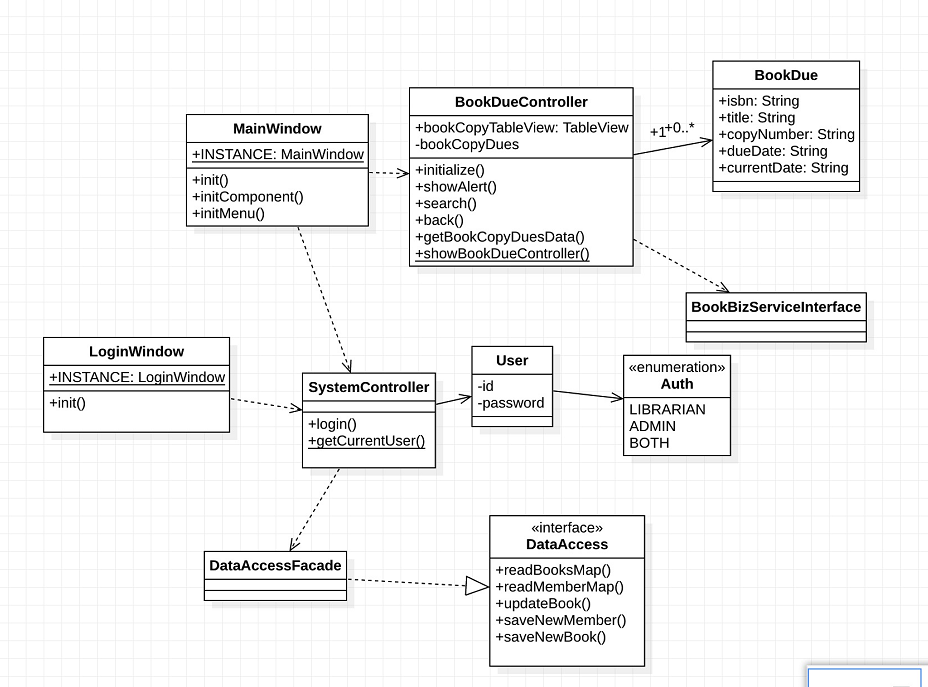 BookDue
+isbn: String
+title: String
+copyNumber: String
+dueDate: String
+currentDate: String
BookDueController
+bookCopyTableView: TableView
-bookCopyDues
+initialize()
+showAlert()
+search()
+back()
+getBookCopyDuesData()
+showBookDueController()
+1
+0..*
MainWindow
+INSTANCE: MainWindow
+init()
+initComponent()
+initMenu()
BookBizServiceInterface
LoginWindow
+INSTANCE: LoginWindow
+init()
SystemController
+login()
+getCurrentUser()
User
-id
-password
«enumeration»
Auth
LIBRARIAN
ADMIN
BOTH
DataAccessFacade
«interface»
DataAccess
+readBooksMap()
+readMemberMap()
+updateBook()
+saveNewMember()
+saveNewBook()